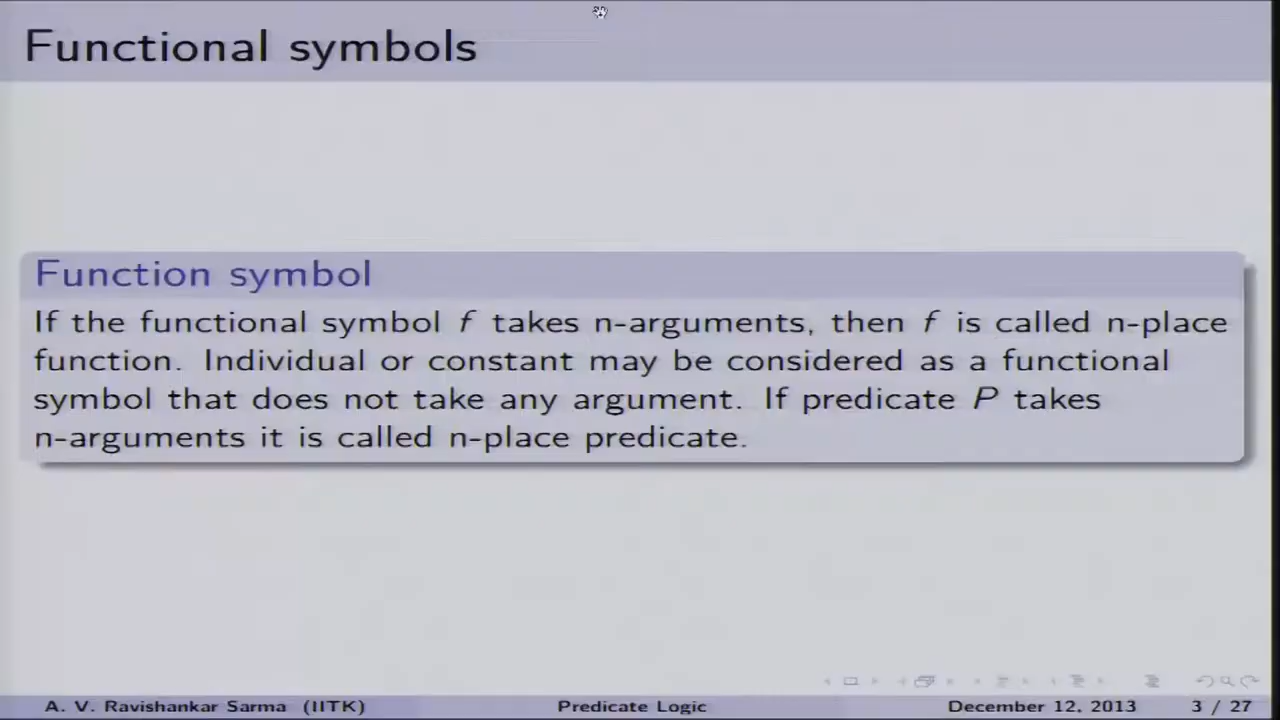 Functional symbols
Function symbol
If the functional symbol f takes n-arguments, then f is called n-place
function. Individual or constant may be considered as a functional
symbol that does not take any argument. If predicate P takes
n-arguments it is called n-place predicate.
A. V. Ravishankar Sarma (IITK) Predicate Logic December 12, 2013 3 / 27